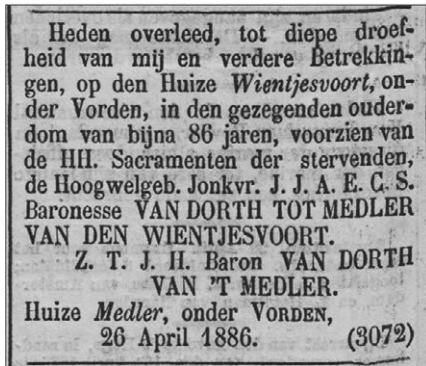 Heden overleed, tot diepe droef-
heid van mij en verdere Betrekkin-
gen, op den Huize Wientjesvoort, on-
der Vorden, in den gezegenden ouder-
dom van bijna 86 jaren, voorzien van
de HH. Sacramenten der stervenden,
de Hoogwelgeb. Jonkvr. J. J. A. E. C. S.
Baronesse VAN DORTH TOT MEDLER
VAN DEN WIENTJESVOORT.
Z. T. J. H. Baron VAN DORTH
VAN 'T MEDLER.
Huize Medler, onder VORDEN,
26 April 1886. (3072)